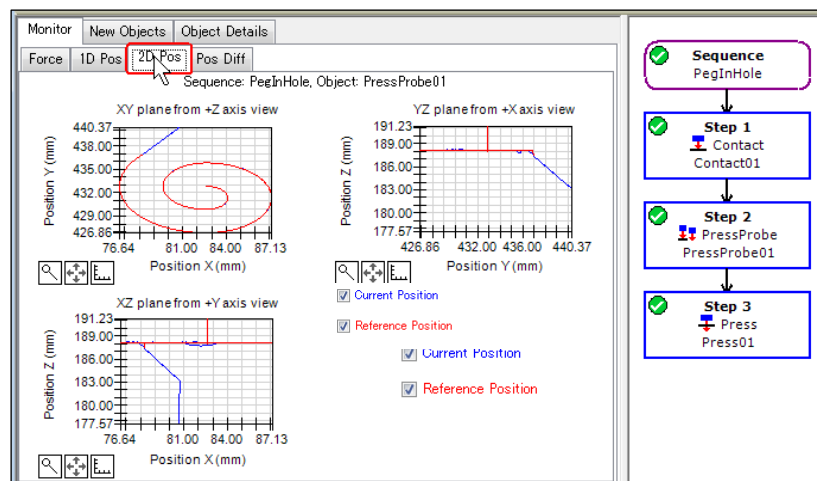 Monitor New Objects Object Details
Force 1D Pos 2D Pos Pos Diff
Sequence: PegInHole, Object: PressProbe01
XY plane from +Z axis view
Position Y (mm)
440.37
438.00
435.00
432.00
429.00
426.86
76.64 81.00 84.00 87.13
Position X (mm)
YZ plane from +X axis view
Position Z (mm)
191.23
189.00
186.00
183.00
180.00
177.57
426.86 432.00 436.00 440.37
Position Y (mm)
Current Position
Reference Position
XZ plane from +Y axis view
Position Z (mm)
191.23
189.00
186.00
183.00
180.00
177.57
76.64 81.00 84.00 87.13
Position X (mm)
Current Position
Reference Position
Sequence
PegInHole
Step 1
Contact
Contact01
Step 2
PressProbe
PressProbe01
Step 3
Press
Press01